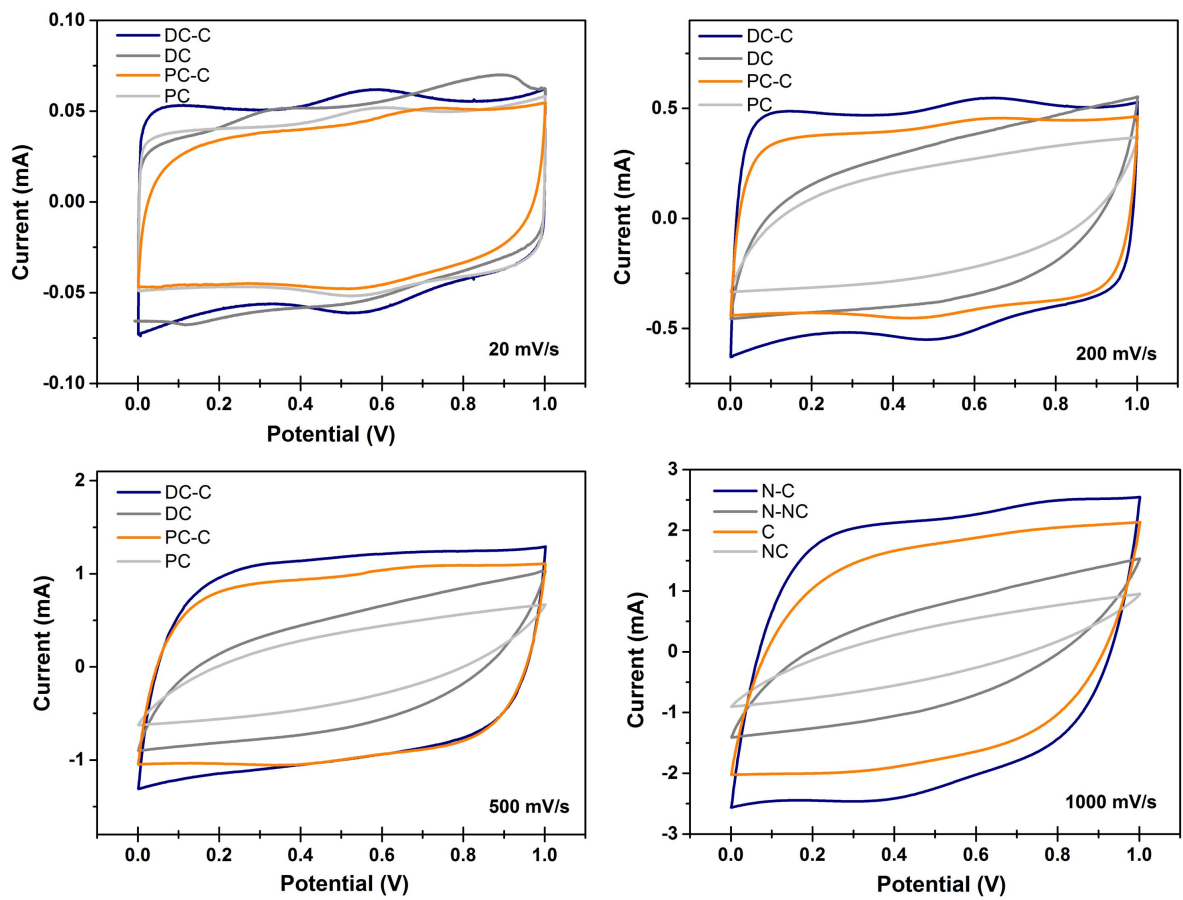 DC-C
DC
PC-C
PC
0.10
0.05
0.00
-0.05
-0.10
Current (mA)
20 mV/s
0.0 0.2 0.4 0.6 0.8 1.0
Potential (V)
DC-C
DC
PC-C
PC
0.5
0.0
-0.5
Current (mA)
200 mV/s
0.0 0.2 0.4 0.6 0.8 1.0
DC-C
DC
PC-C
PC
2
1
0
-1
Current (mA)
500 mV/s
0.0 0.2 0.4 0.6 0.8 1.0
Potential (V)
N-C
N-NC
C
NC
3
2
1
0
-1
-2
-3
Current (mA)
1000 mV/s
0.0 0.2 0.4 0.6 0.8 1.0
Potential (V)